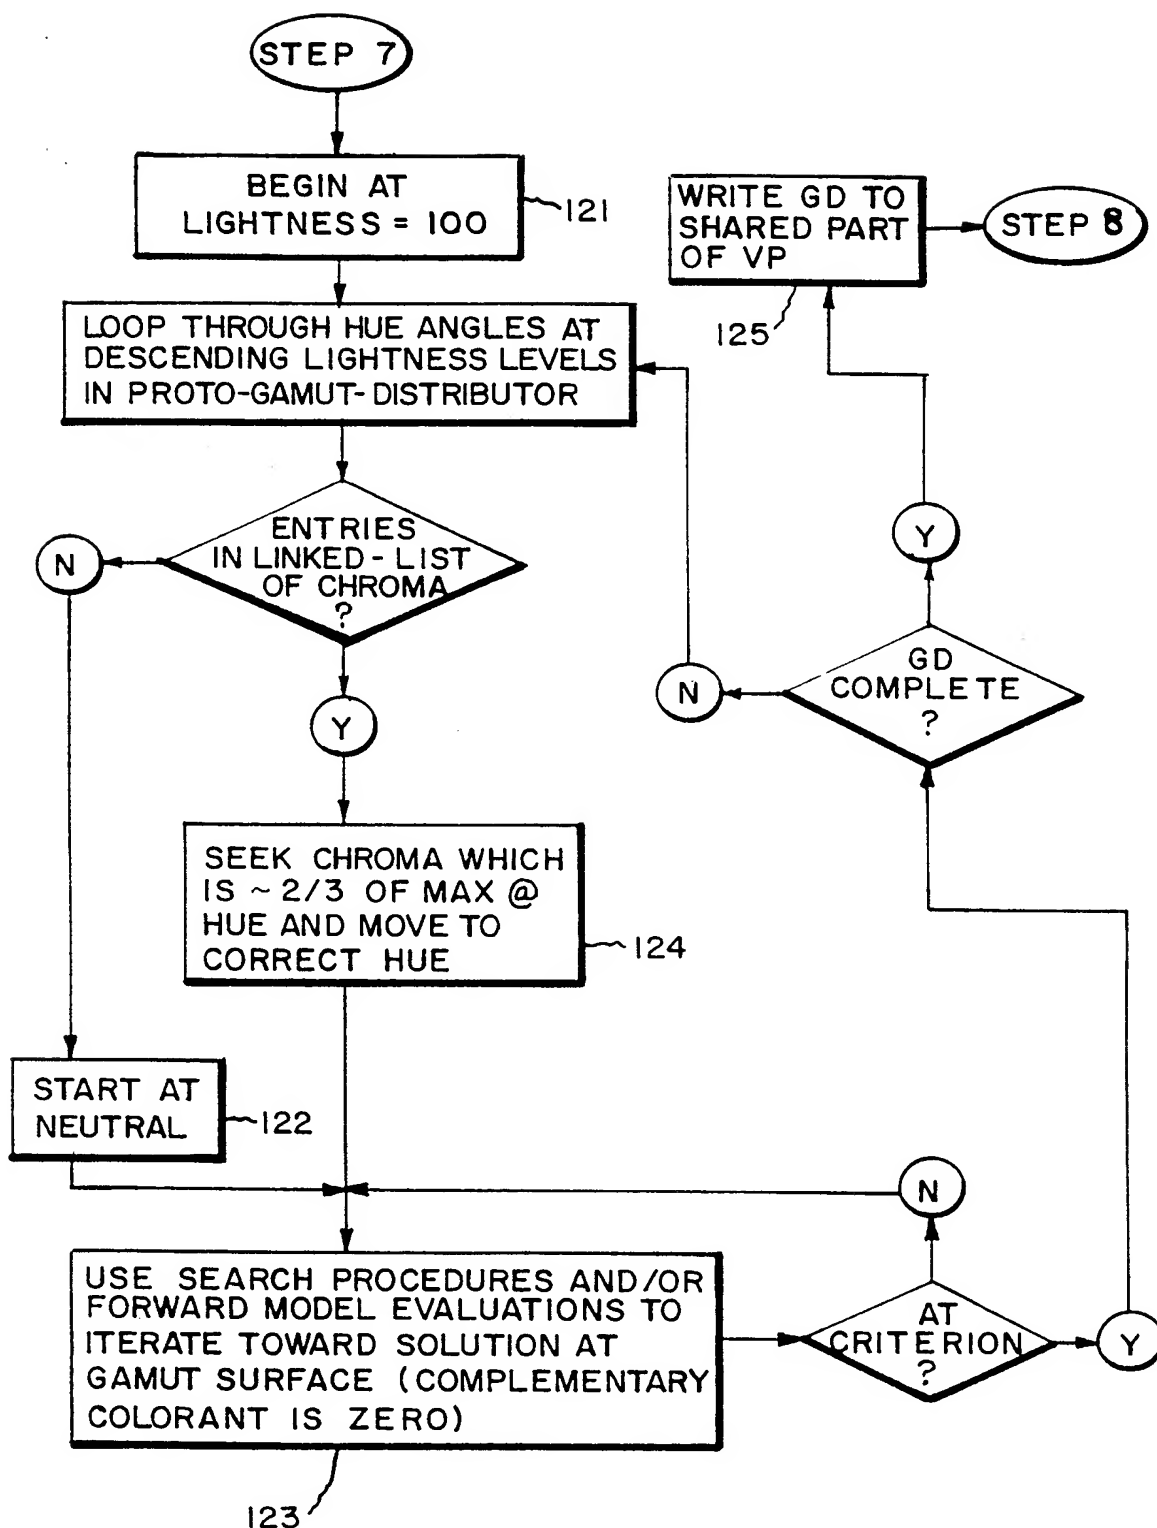 STEP 7
BEGIN AT
LIGHTNESS = 100
121
LOOP THROUGH HUE ANGLES AT
DESCENDING LIGHTNESS LEVELS
IN PROTO-GAMUT-DISTRIBUTOR
ENTRIES
IN LINKED-LIST
OF CHROMA
?
N
Y
SEEK CHROMA WHICH
IS ~ 2/3 OF MAX @
HUE AND MOVE TO
CORRECT HUE
124
START AT
NEUTRAL
122
USE SEARCH PROCEDURES AND/OR
FORWARD MODEL EVALUATIONS TO
ITERATE TOWARD SOLUTION AT
GAMUT SURFACE (COMPLEMENTARY
COLORANT IS ZERO)
123
AT
CRITERION
?
N
Y
GD
COMPLETE
?
N
Y
WRITE GD TO
SHARED PART
OF VP
125
STEP 8